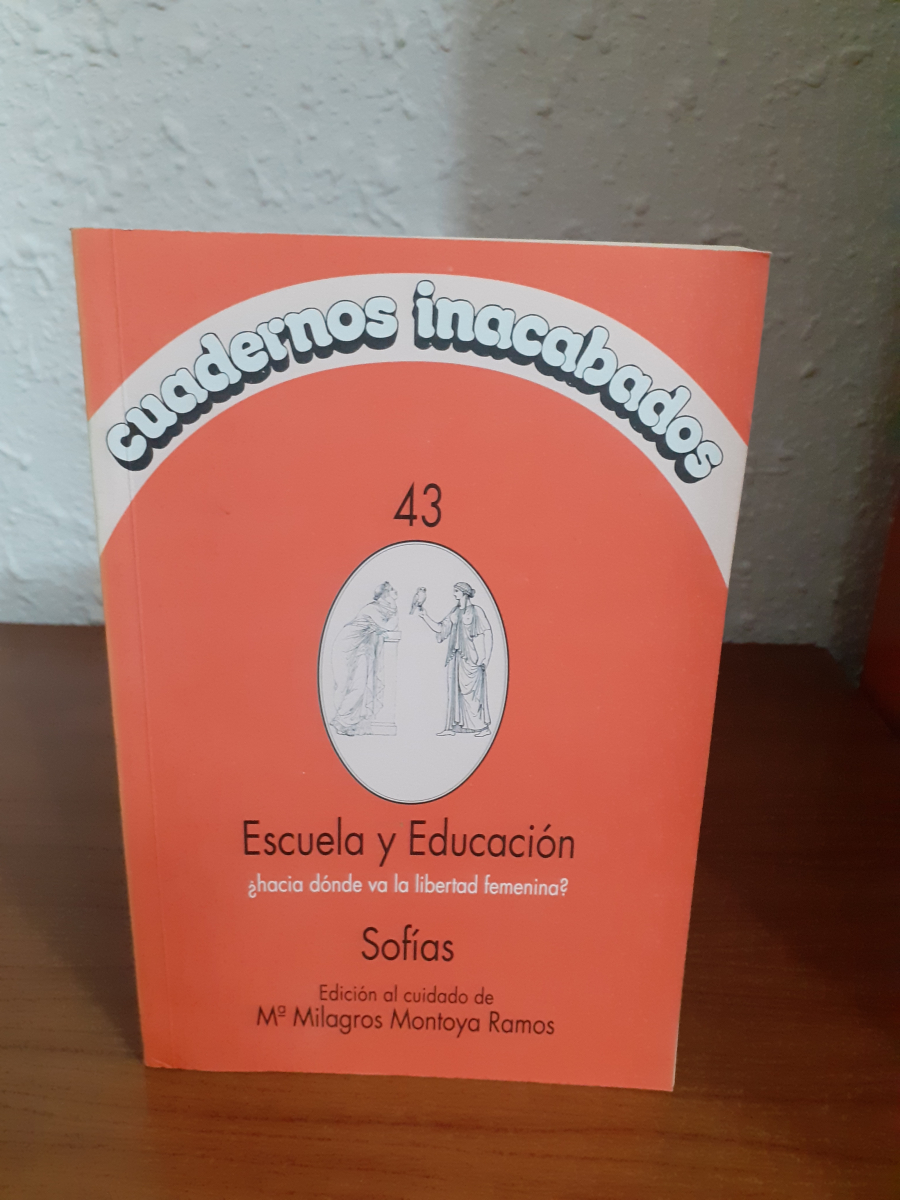 cuadernos inacabados
43
Escuela y Educación
¿hacia dónde va la libertad femenina?
Sofías
Edición al cuidado de
Mª Milagros Montoya Ramos